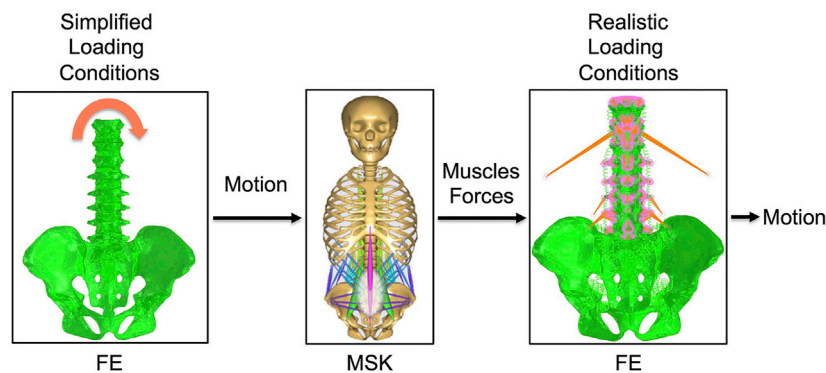 Simplified
Loading
Conditions
Realistic
Loading
Conditions
Motion
Muscles
Forces
Motion
FE
MSK
FE